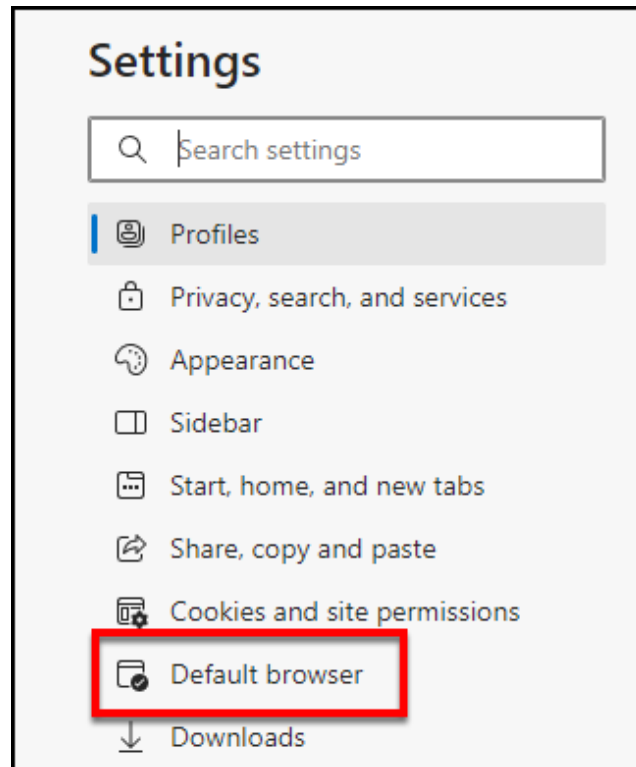 Settings
Search settings
Profiles
Privacy, search, and services
Appearance
Sidebar
Start, home, and new tabs
Share, copy and paste
Cookies and site permissions
Default browser
Downloads